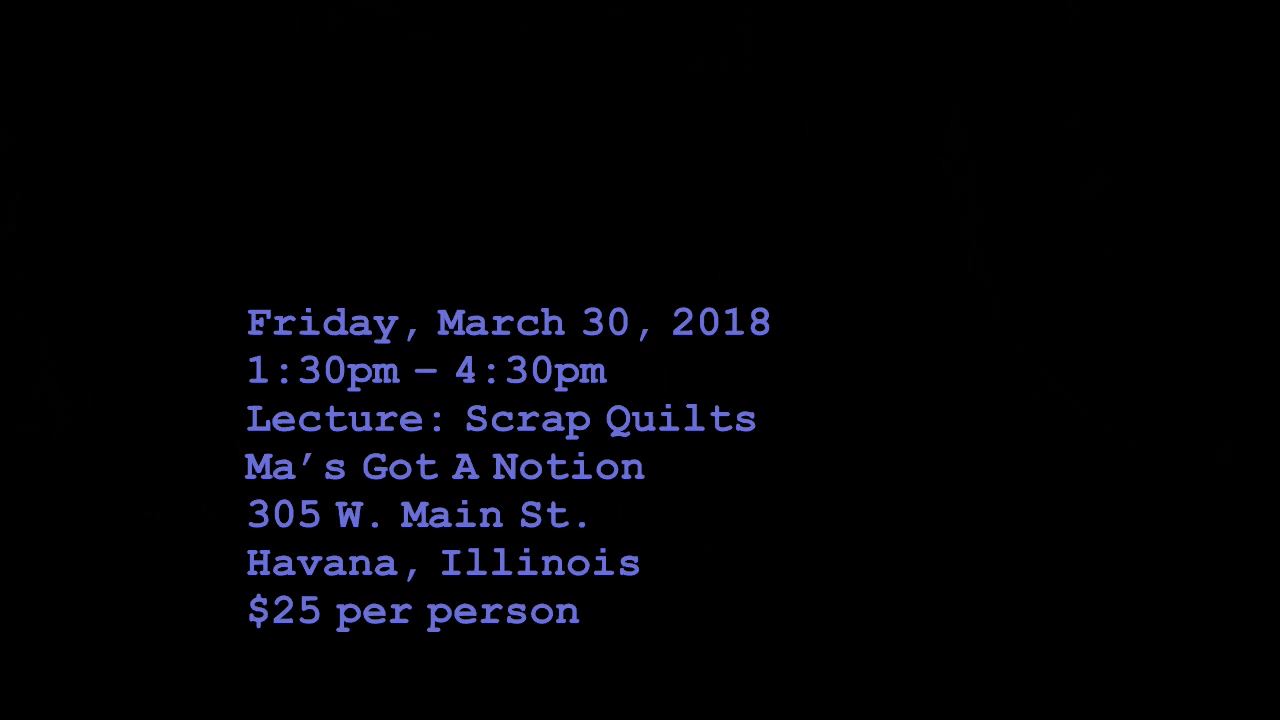 Friday, March 30, 2018
1:30pm – 4:30pm
Lecture: Scrap Quilts
Ma’s Got A Notion
305 W. Main St.
Havana, Illinois
$25 per person